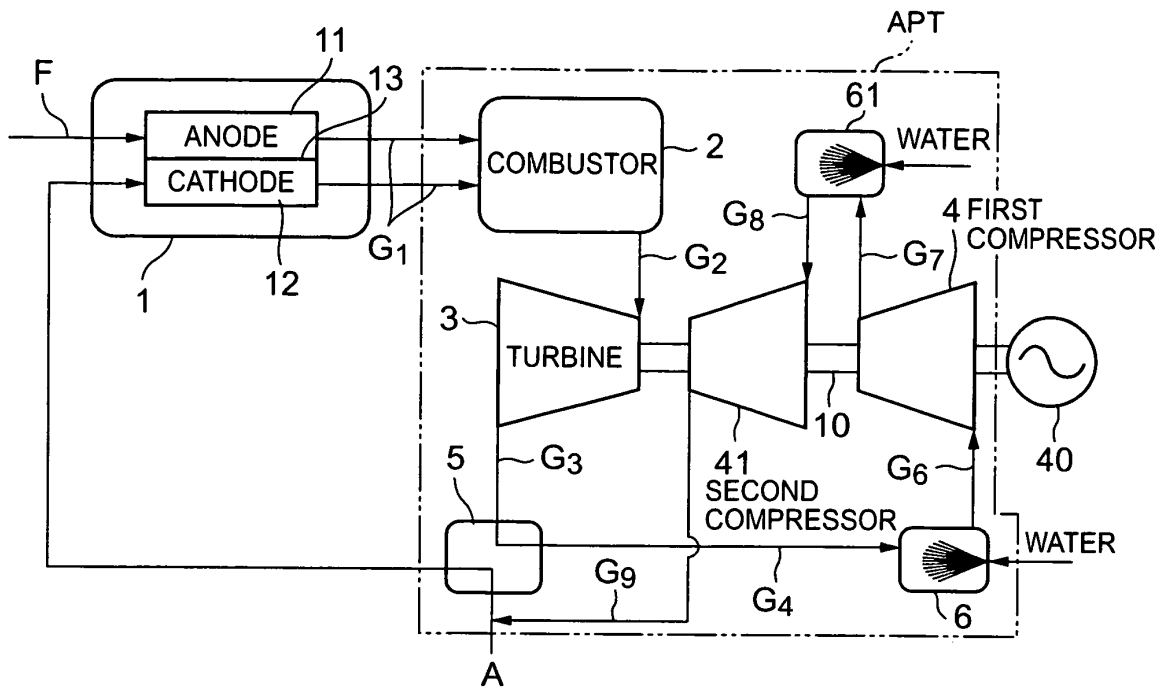 APT
11
13
F
61
ANODE
2
WATER
COMBUSTOR
CATHODE
G8
4 FIRST
COMPRESSOR
G1
G7
12
G2
1
3
TURBINE
10
G3
41
G6
40
5
SECOND
COMPRESSOR
WATER
G9
G4
6
A